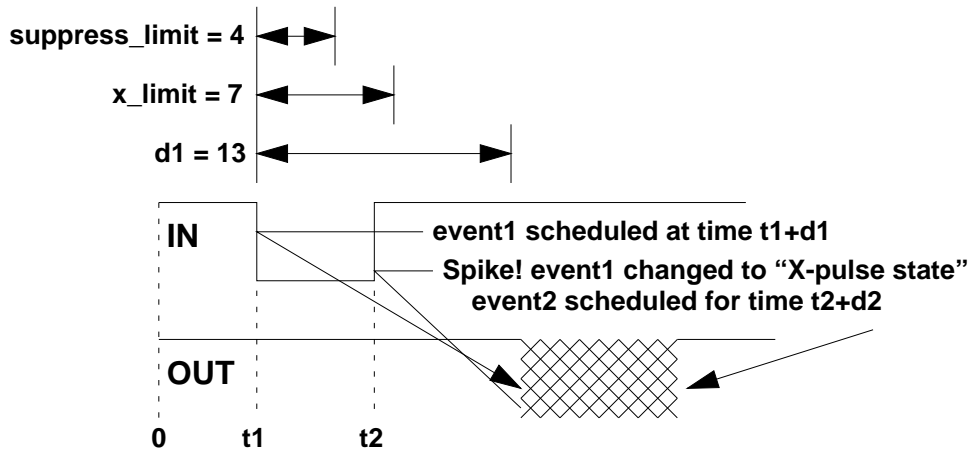 suppress_limit = 4
x_limit = 7
d1 = 13
IN
event1 scheduled at time t1+d1
Spike! event1 changed to “X-pulse state”
event2 scheduled for time t2+d2
OUT
0 t1 t2